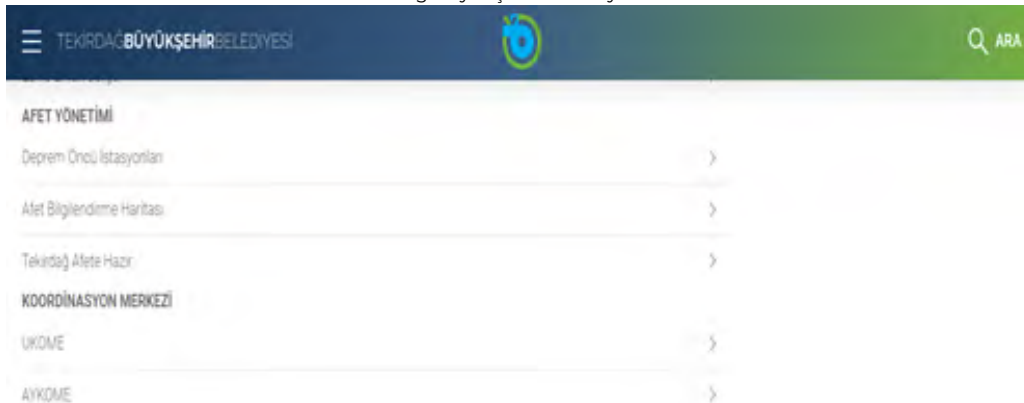 TEKİRDAĞBÜYÜKŞEHİRBELEDİYESİ
ARA
AFET YÖNETİMİ
Deprem Öncü İstasyonları
Afet Bilgilendirme Haritası
Tekirdağ Afete Hazır
KOORDİNASYON MERKEZİ
UKOME
AYKOME